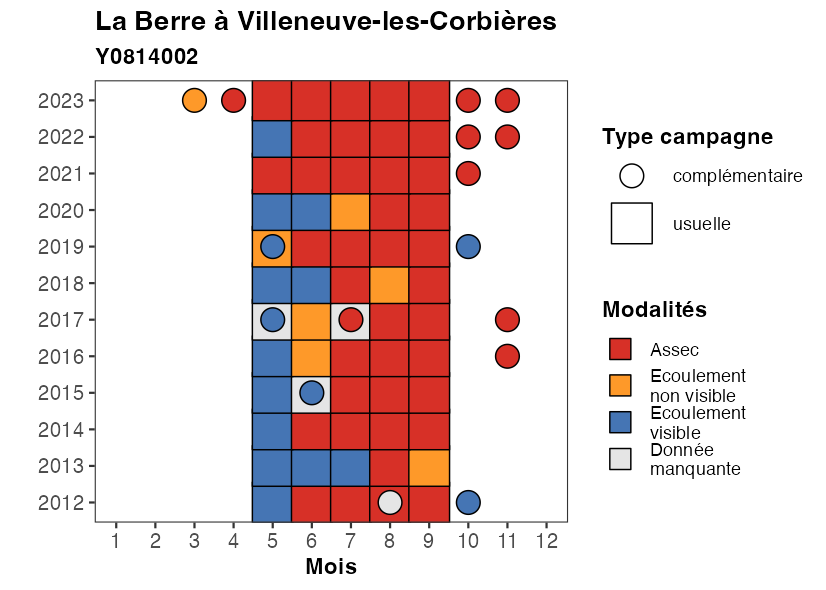 La Berre à Villeneuve-les-Corbières
Y0814002
2023
2022
2021
2020
2019
2018
2017
2016
2015
2014
2013
2012
1 2 3 4 5 6 7 8 9 10 11 12
Mois
Type campagne
complémentaire
usuelle
Modalités
Assec
Ecoulement
non visible
Ecoulement
visible
Donnée
manquante